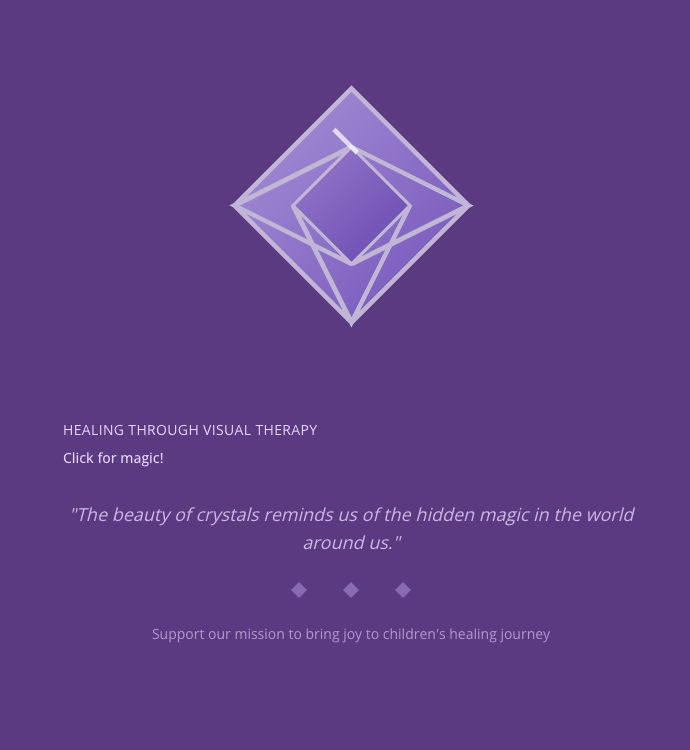 HEALING THROUGH VISUAL THERAPY
Click for magic!
"The beauty of crystals reminds us of the hidden magic in the world
around us."
Support our mission to bring joy to children's healing journey